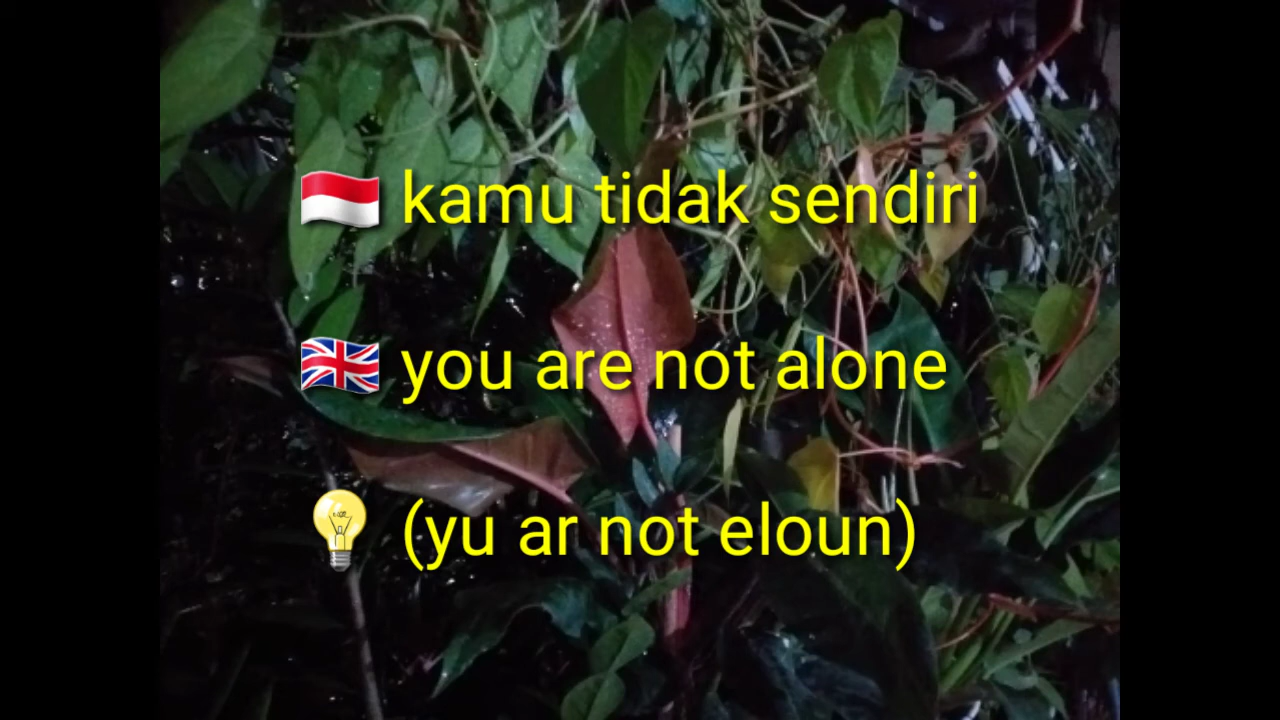 🇮🇩 kamu tidak sendiri
🇬🇧 you are not alone
💡 (yu ar not eloun)